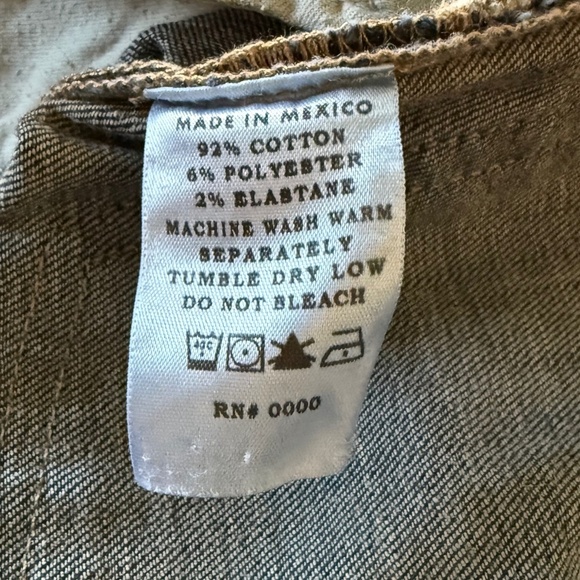 MADE IN MEXICO
92% COTTON
6% POLYESTER
2% ELASTANE
MACHINE WASH WARM
SEPARATELY
TUMBLE DRY LOW
DO NOT BLEACH
40C
RN# 0000